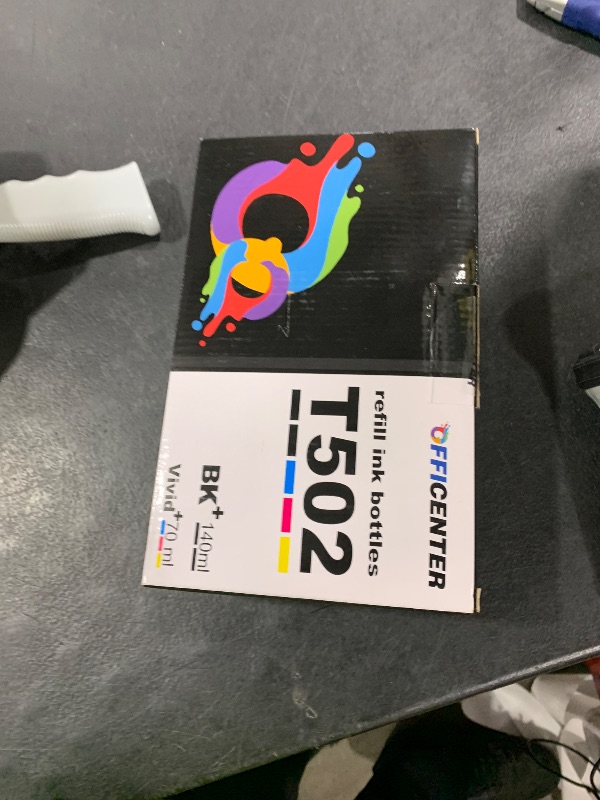 OFFICENTER
refill ink bottles
T502
BK+ 140ml
Vivid+ 70 ml